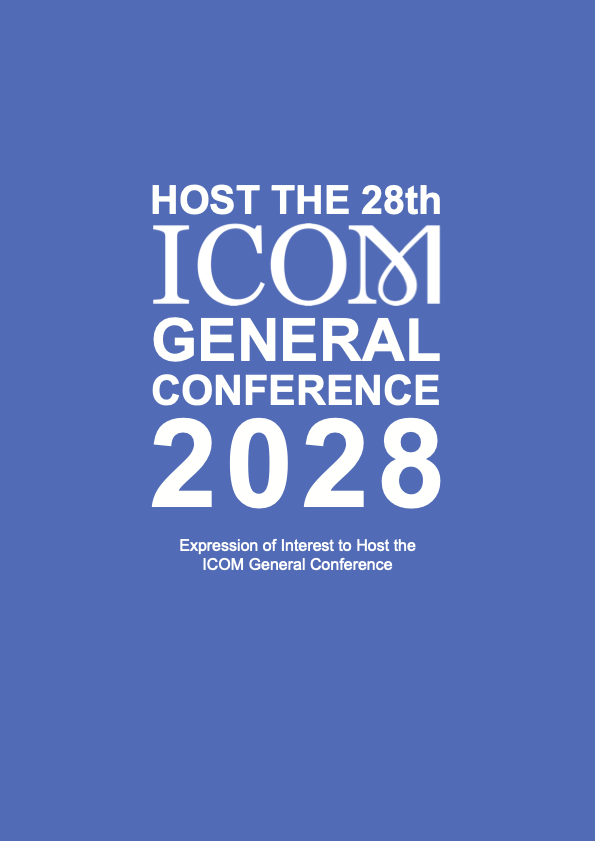 HOST THE 28th
ICOM
GENERAL
CONFERENCE
2028
Expression of Interest to Host the
ICOM General Conference